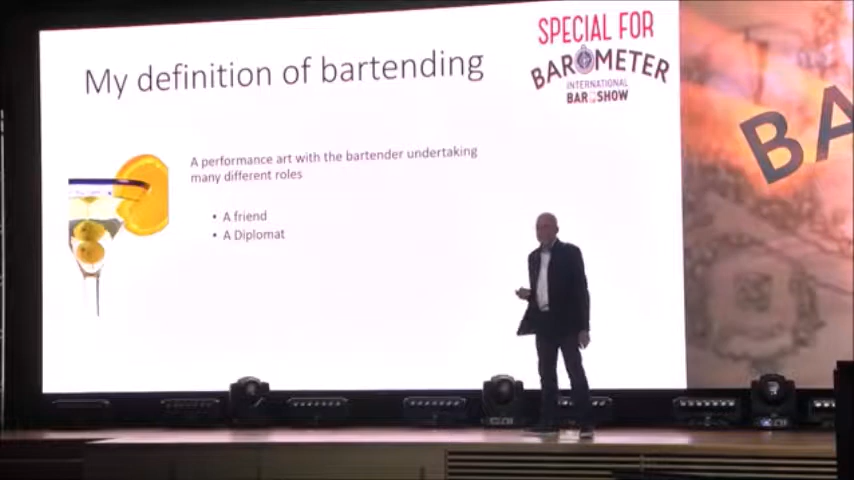 SPECIAL FOR
BAROMETER
INTERNATIONAL
BAR SHOW
My definition of bartending
A performance art with the bartender undertaking
many different roles
• A friend
• A Diplomat
BA